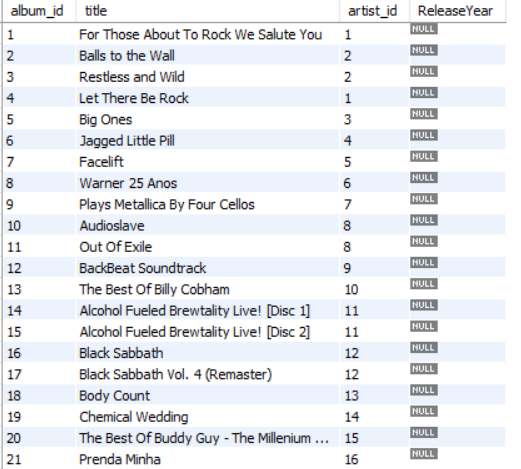 album_id title artist_id ReleaseYear
1 For Those About To Rock We Salute You 1 NULL
2 Balls to the Wall 2 NULL
3 Restless and Wild 2 NULL
4 Let There Be Rock 1 NULL
5 Big Ones 3 NULL
6 Jagged Little Pill 4 NULL
7 Facelift 5 NULL
8 Warner 25 Anos 6 NULL
9 Plays Metallica By Four Cellos 7 NULL
10 Audioslave 8 NULL
11 Out Of Exile 8 NULL
12 BackBeat Soundtrack 9 NULL
13 The Best Of Billy Cobham 10 NULL
14 Alcohol Fueled Brewtality Live! [Disc 1] 11 NULL
15 Alcohol Fueled Brewtality Live! [Disc 2] 11 NULL
16 Black Sabbath 12 NULL
17 Black Sabbath Vol. 4 (Remaster) 12 NULL
18 Body Count 13 NULL
19 Chemical Wedding 14 NULL
20 The Best Of Buddy Guy - The Millenium ... 15 NULL
21 Prenda Minha 16 NULL